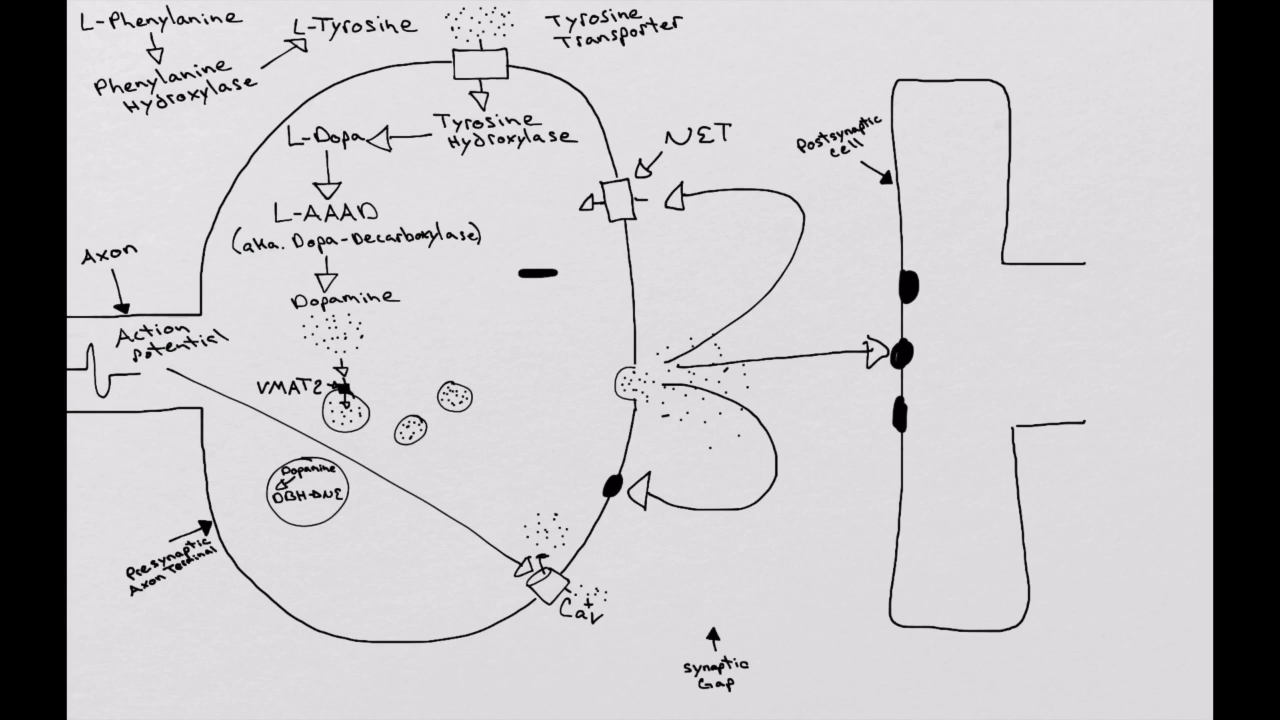 L-Phenylanine
Phenylanine
Hydroxylase
L-Tyrosine
Tyrosine
Transporter
Tyrosine
Hydroxylase
L-Dopa
L-AAAD
(aka. Dopa-Decarboxylase)
Dopamine
VMAT2
Dopamine
DBH→NE
Axon
Action
Potential
Presynaptic
Axon Terminal
NET
Ca+v
Synaptic
Gap
Postsynaptic
cell